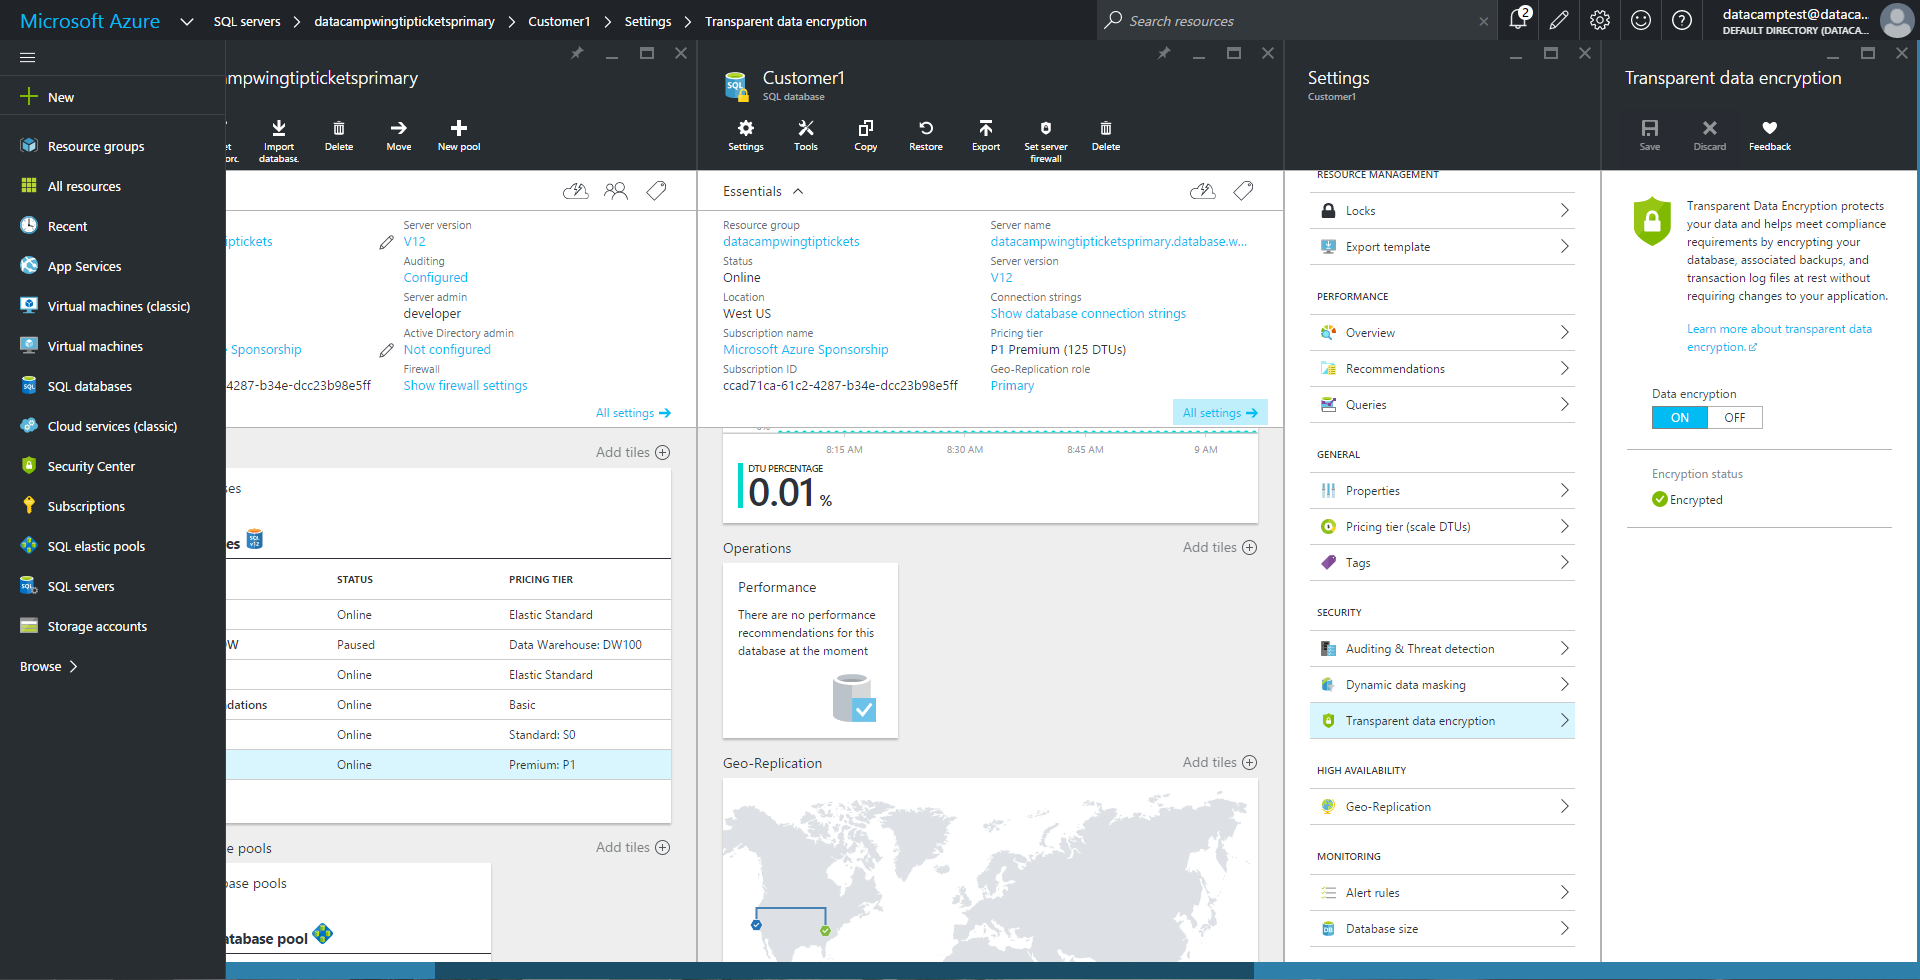 Microsoft Azure
SQL servers > datacampwingtipticketsprimary > Customer1 > Settings > Transparent data encryption
Search resources
2
datacamptest@dataca...
DEFAULT DIRECTORY (DATACA...
New
Resource groups
All resources
Recent
App Services
Virtual machines (classic)
Virtual machines
SQL databases
Cloud services (classic)
Security Center
Subscriptions
SQL elastic pools
SQL servers
Storage accounts
Browse
ampwingtipticketsprimary
Import
database
Delete
Move
New pool
Server version
iptickets
V12
Auditing
Configured
Server admin
developer
Active Directory admin
Sponsorship
Not configured
Firewall
4287-b34e-dcc23b98e5ff
Show firewall settings
All settings
Add tiles
ses
es
STATUS
PRICING TIER
Online
Elastic Standard
OW
Paused
Data Warehouse: DW100
Online
Elastic Standard
dations
Online
Basic
Online
Standard: S0
Online
Premium: P1
e pools
Add tiles
base pools
atabase pool
Customer1
SQL database
Settings
Tools
Copy
Restore
Export
Set server
firewall
Delete
Essentials
Resource group
datacampwingtiptickets
Status
Online
Location
West US
Subscription name
Microsoft Azure Sponsorship
Subscription ID
ccad71ca-61c2-4287-b34e-dcc23b98e5ff
Server name
datacampwingtipticketsprimary.database.w...
Server version
V12
Connection strings
Show database connection strings
Pricing tier
P1 Premium (125 DTUs)
Geo-Replication role
Primary
All settings
8:15 AM
8:30 AM
8:45 AM
9 AM
DTU PERCENTAGE
0.01 %
Operations
Add tiles
Performance
There are no performance
recommendations for this
database at the moment
Geo-Replication
Add tiles
Settings
Customer1
RESOURCE MANAGEMENT
Locks
Export template
PERFORMANCE
Overview
Recommendations
Queries
GENERAL
Properties
Pricing tier (scale DTUs)
Tags
SECURITY
Auditing & Threat detection
Dynamic data masking
Transparent data encryption
HIGH AVAILABILITY
Geo-Replication
MONITORING
Alert rules
Database size
Transparent data encryption
Save
Discard
Feedback
Transparent Data Encryption protects
your data and helps meet compliance
requirements by encrypting your
database, associated backups, and
transaction log files at rest without
requiring changes to your application.
Learn more about transparent data
encryption.
Data encryption
ON
OFF
Encryption status
Encrypted